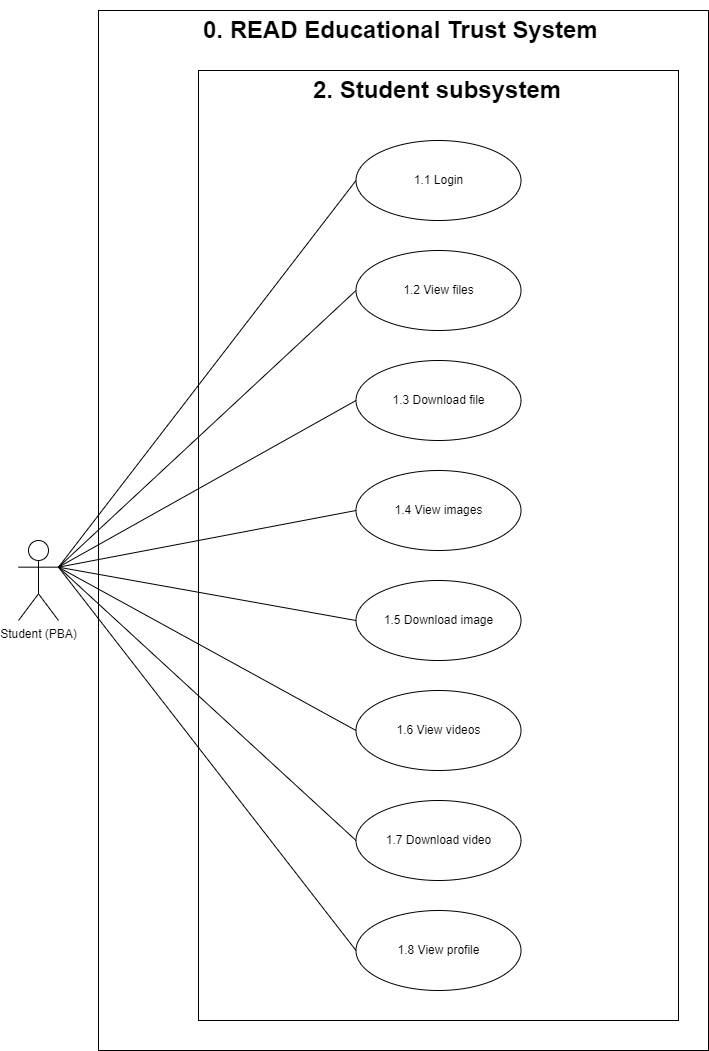 0. READ Educational Trust System
2. Student subsystem
1.1 Login
1.2 View files
1.3 Download file
1.4 View images
Student (PBA)
1.5 Download image
1.6 View videos
1.7 Download video
1.8 View profile